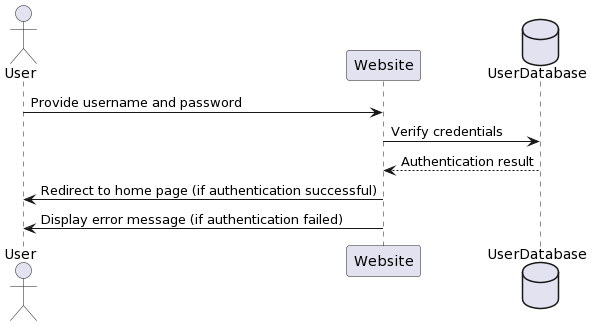 User
Website
UserDatabase
Provide username and password
Verify credentials
Authentication result
Redirect to home page (if authentication successful)
Display error message (if authentication failed)
User
Website
UserDatabase